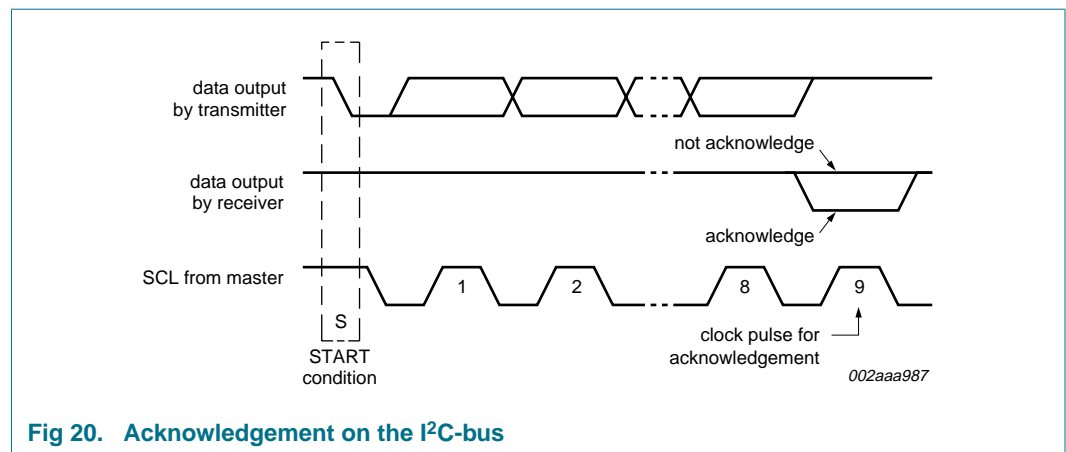 data output
by transmitter
not acknowledge
data output
by receiver
acknowledge
SCL from master
1
2
8
9
S
START
condition
clock pulse for
acknowledgement
002aaa987
Fig 20. Acknowledgement on the I²C-bus